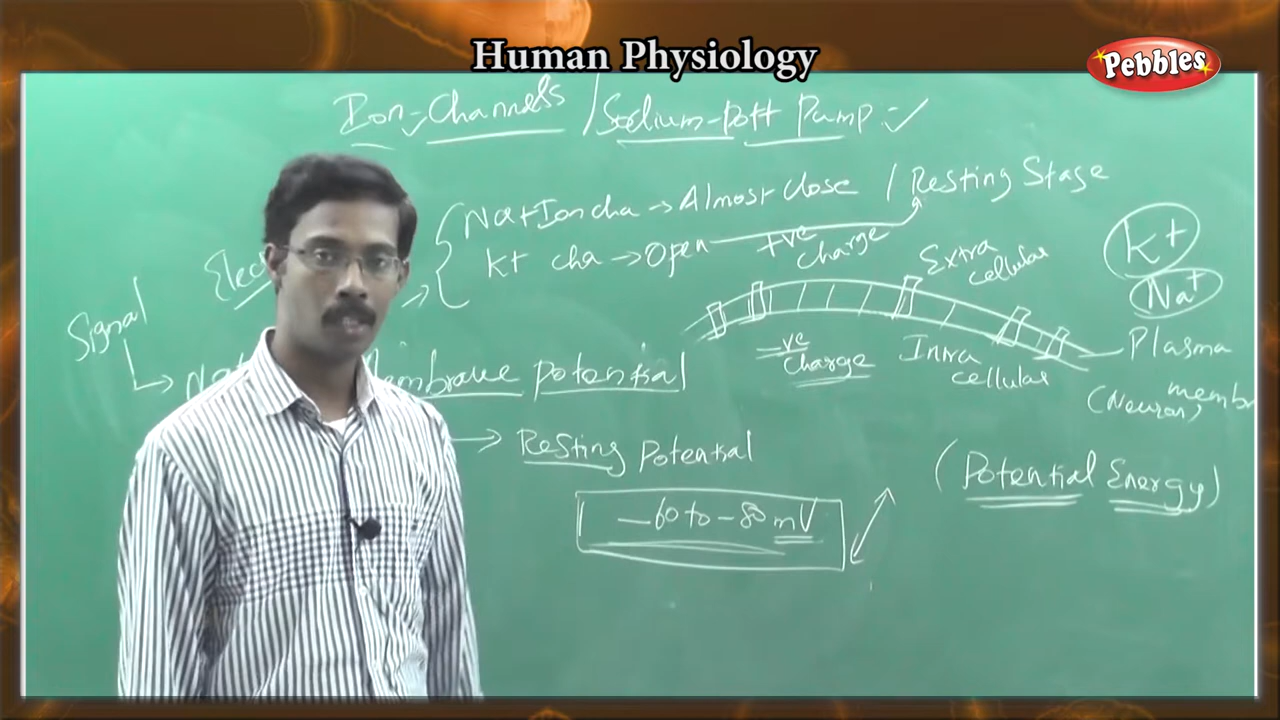 Human Physiology
Pebbles
Ion-Channels / Sodium-Pott Pump
Na+ Ion cha → Almost close / Resting Stage
K+ cha → Open
+ve charge
Extra cellular
K+
Na+
Elec
Signal
-ve charge
Intra cellular
Plasma membr
(Neuron)
Membrane potential
→ Resting Potential
(Potential Energy)
-60 to -80 mV